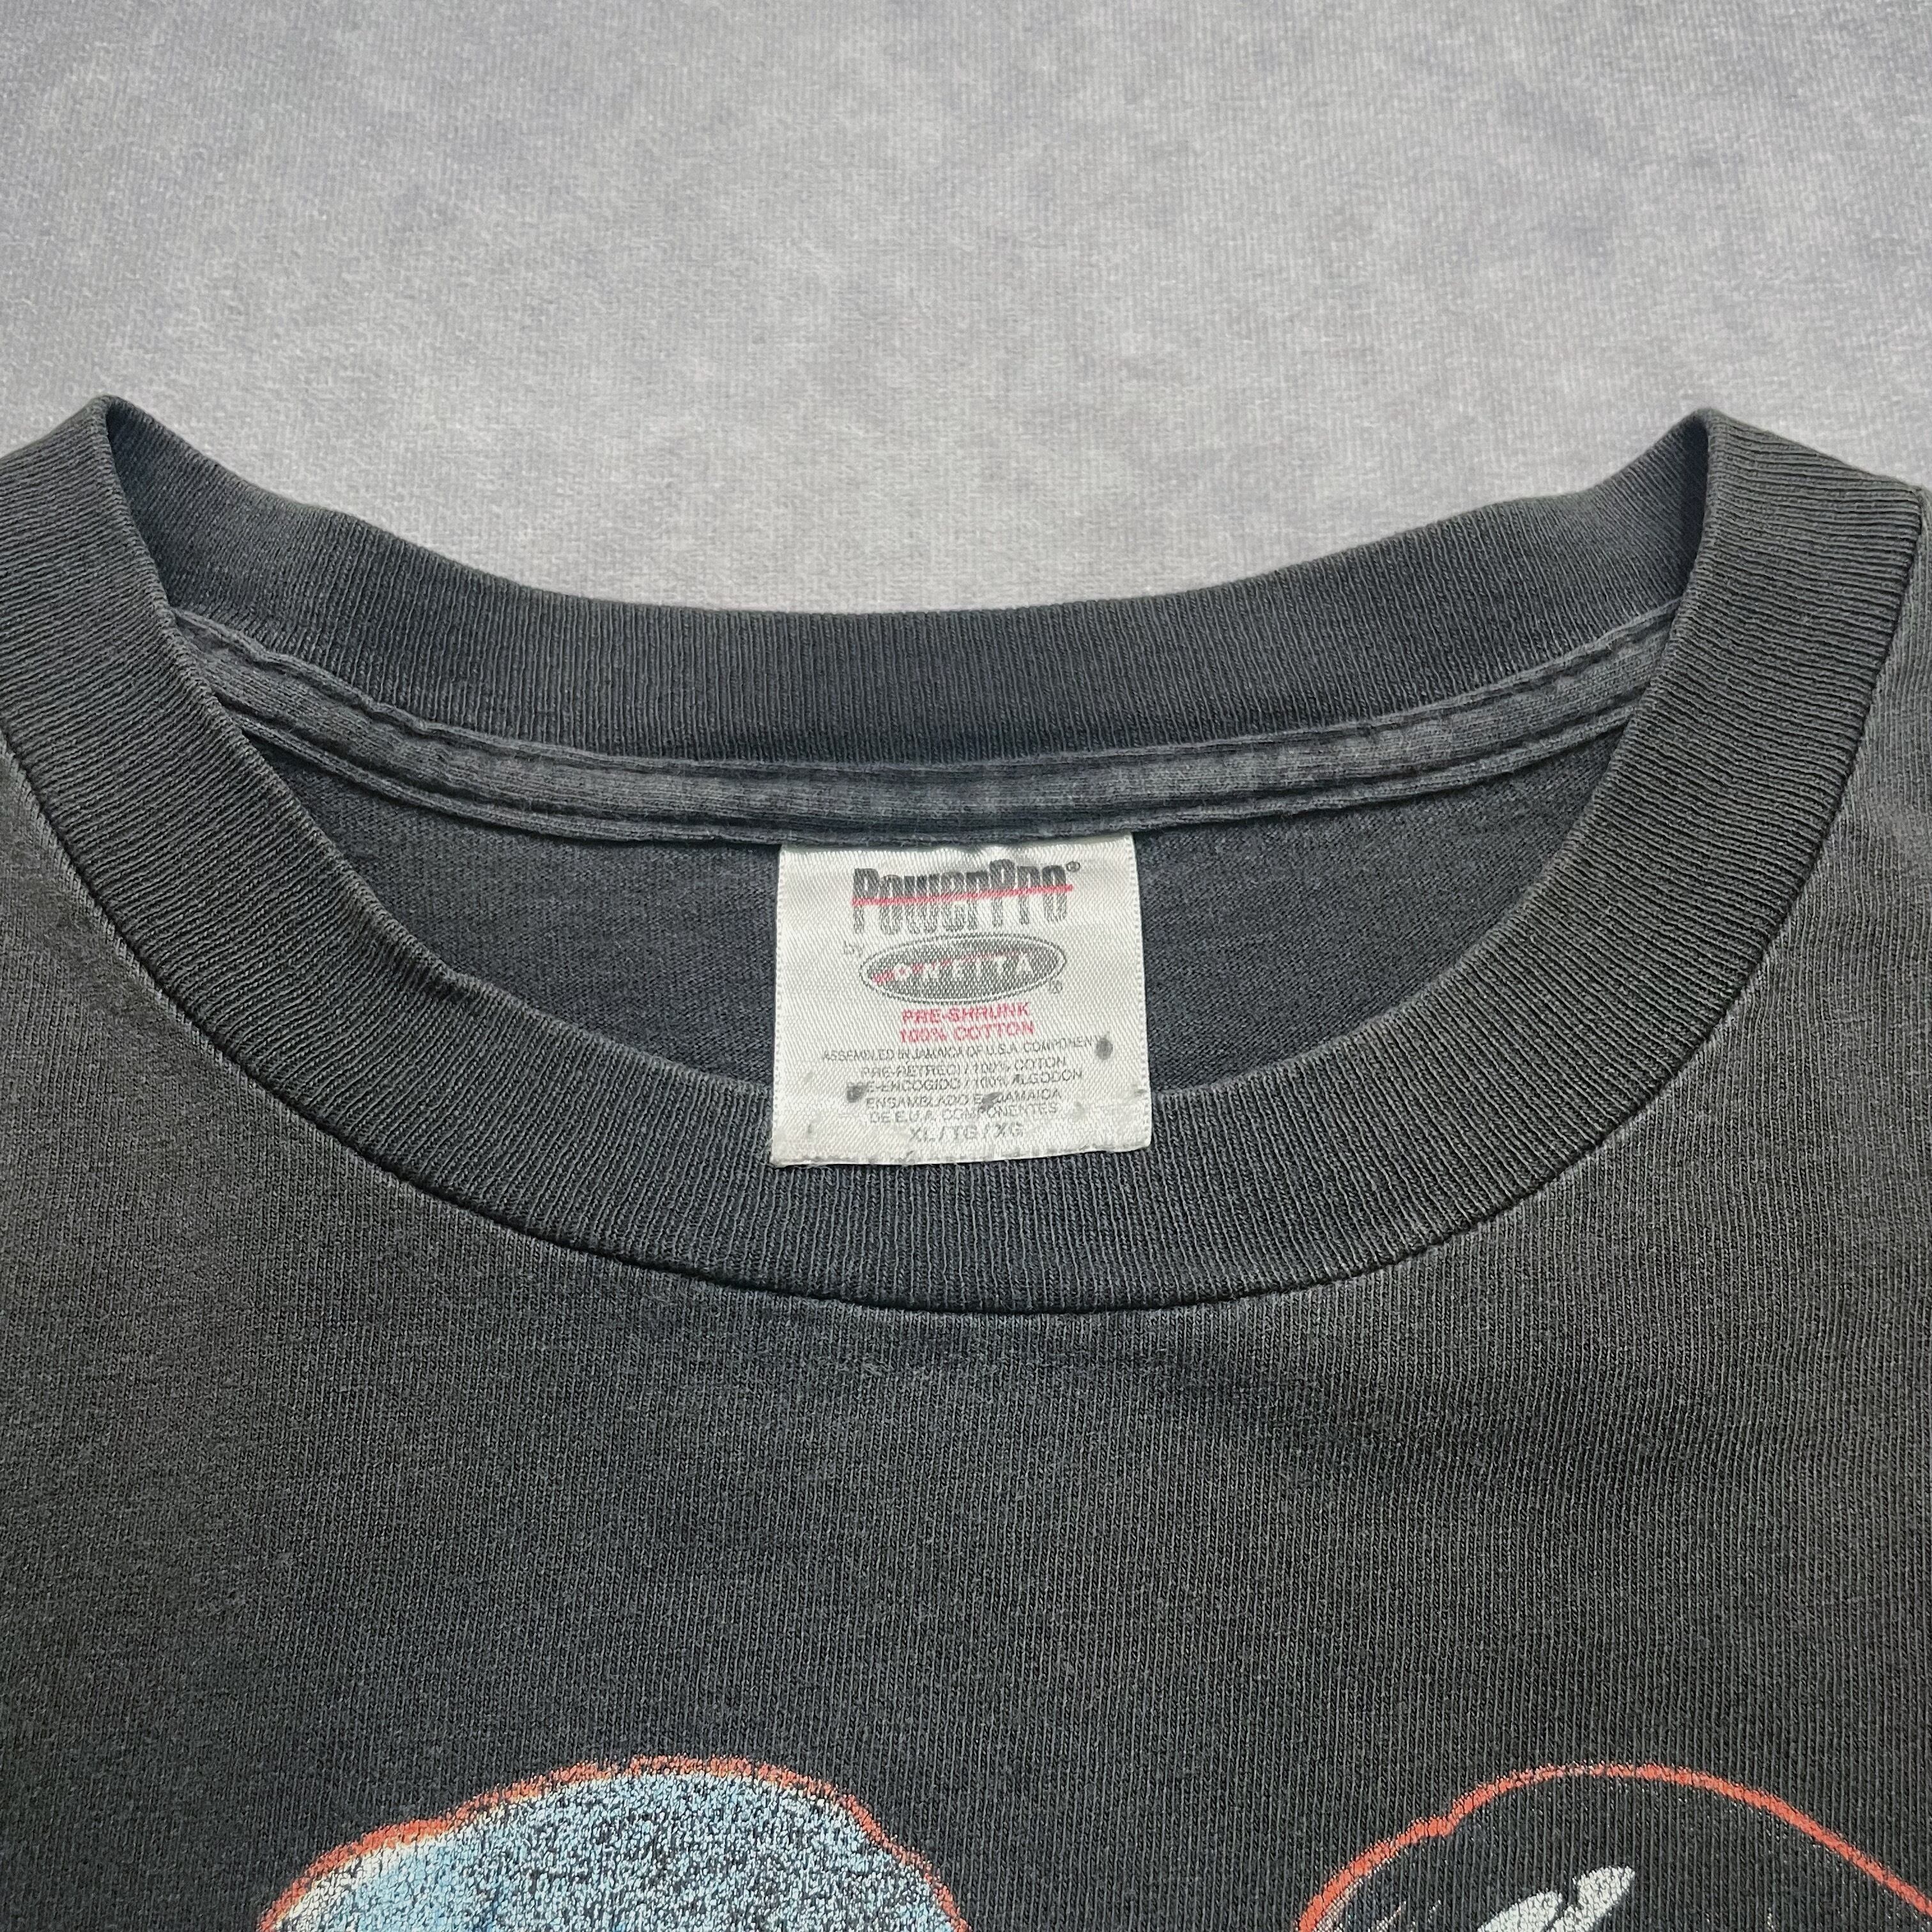 PowerPro®
by
ONEITA®
PRE-SHRUNK
100% COTTON
ASSEMBLED IN JAMAICA OF U.S.A. COMPONENTS
PRE-RETRECI / 100% COTON
PRE-ENCOGIDO / 100% ALGODON
ENSAMBLADO EN JAMAICA
DE E.U.A. COMPONENTES
XL / TG / XG